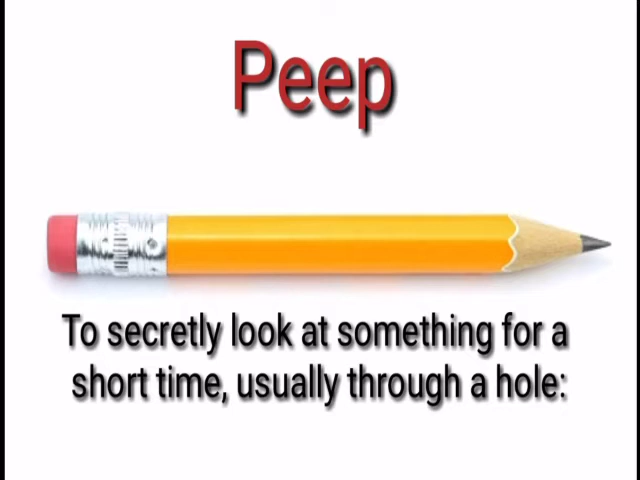 Peep
To secretly look at something for a
short time, usually through a hole: